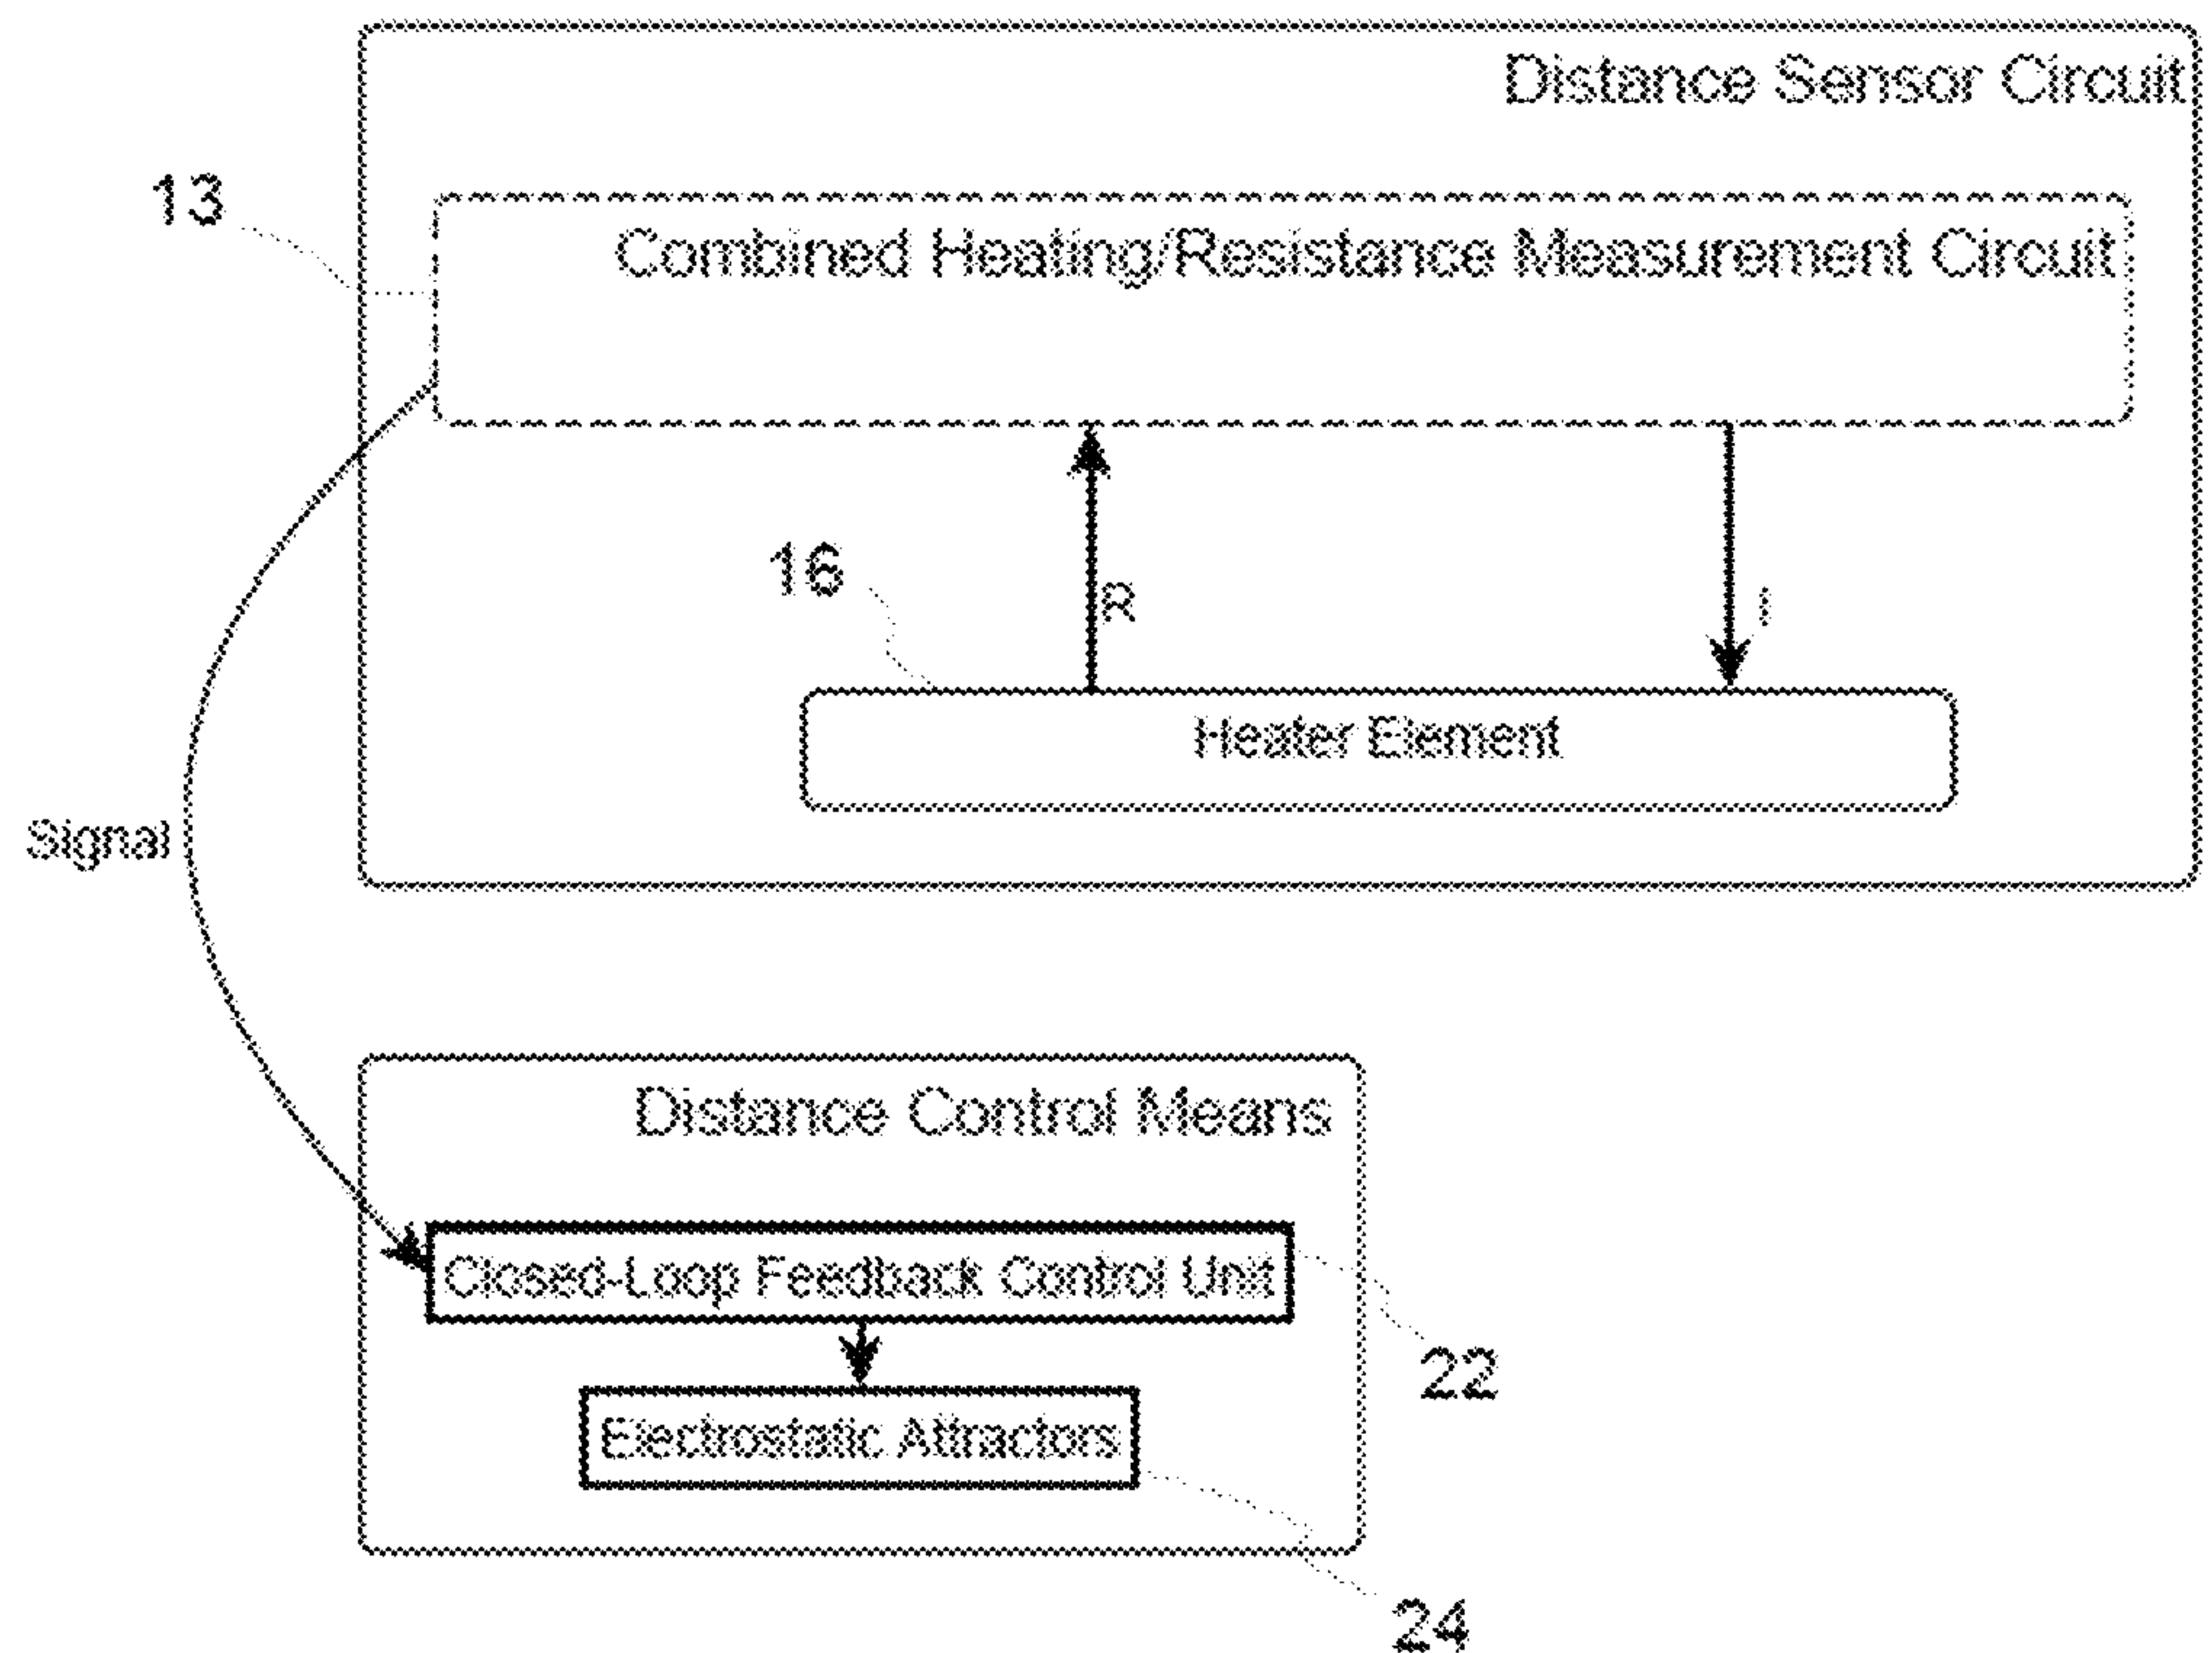 Distance Sensor Circuit
13
Combined Heating/Resistance Measurement Circuit
16
R
I
Heater Element
Signal
Distance Control Means
Closed-Loop Feedback Control Unit
22
Electrostatic Attractors
24